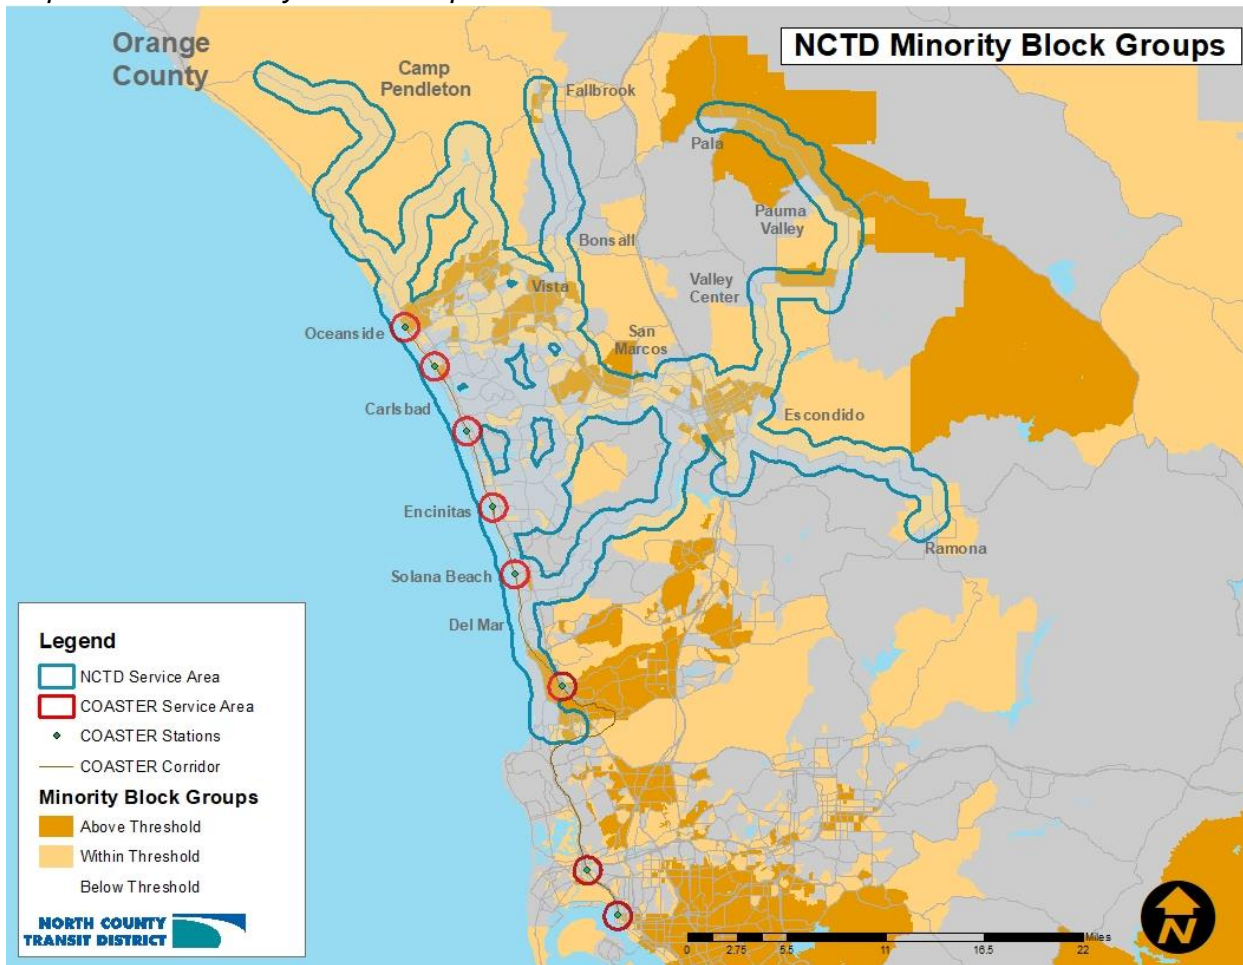 NCTD Minority Block Groups
Orange
County
Camp
Pendleton
Fallbrook
Pala
Pauma
Valley
Bonsall
Valley
Center
Vista
San
Marcos
Oceanside
Carlsbad
Escondido
Encinitas
Ramona
Solana Beach
Del Mar
Legend
NCTD Service Area
COASTER Service Area
COASTER Stations
COASTER Corridor
Minority Block Groups
Above Threshold
Within Threshold
Below Threshold
NORTH COUNTY
TRANSIT DISTRICT
N
Miles
0 2.75 5.5 11 16.5 22